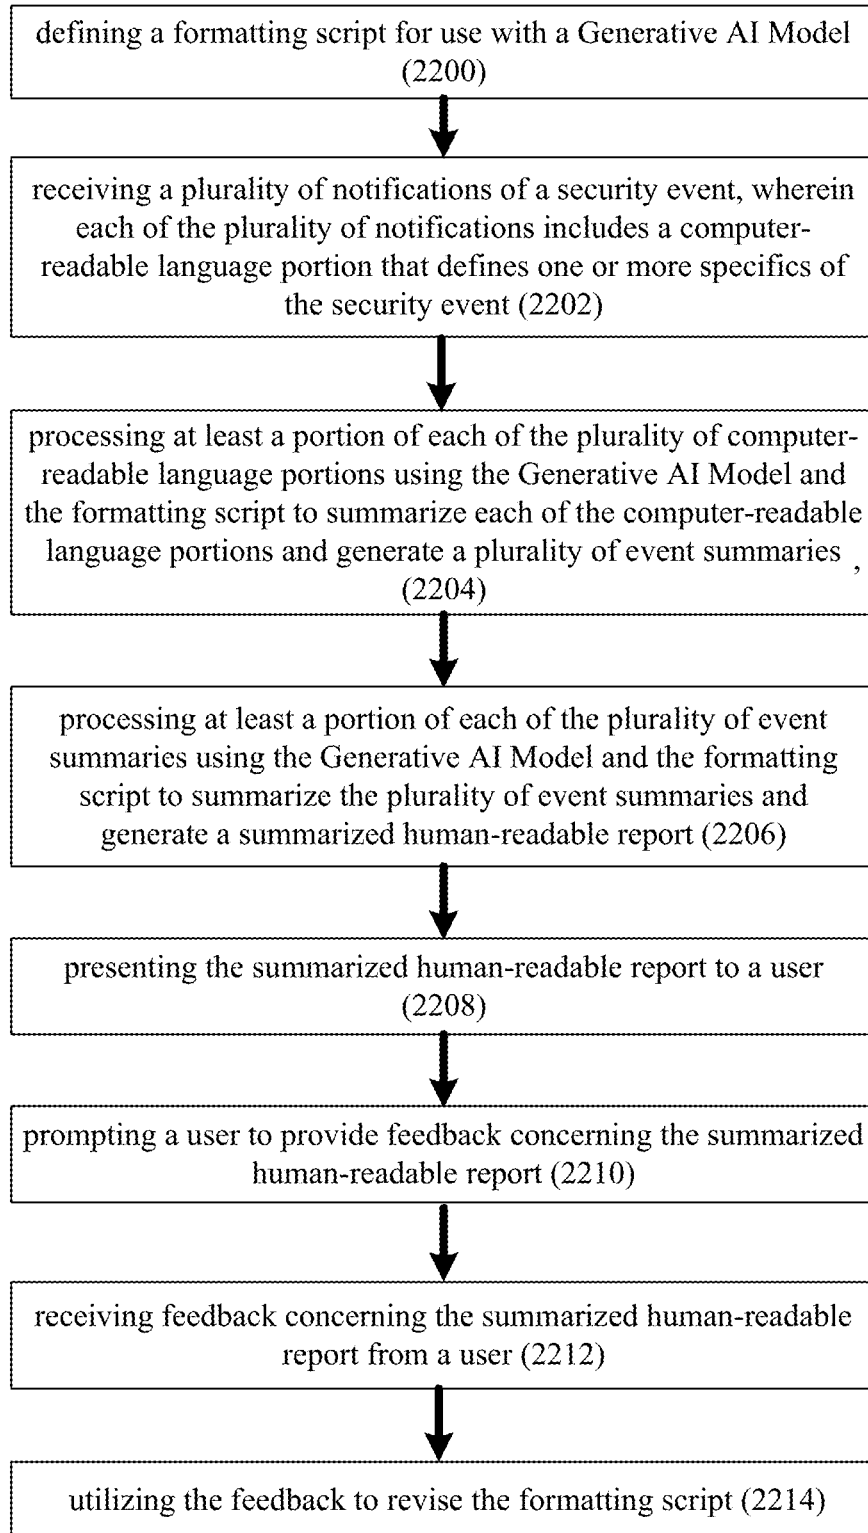 defining a formatting script for use with a Generative AI Model
(2200)
receiving a plurality of notifications of a security event, wherein
each of the plurality of notifications includes a computer-
readable language portion that defines one or more specifics of
the security event (2202)
processing at least a portion of each of the plurality of computer-
readable language portions using the Generative AI Model and
the formatting script to summarize each of the computer-readable
language portions and generate a plurality of event summaries ,
(2204)
processing at least a portion of each of the plurality of event
summaries using the Generative AI Model and the formatting
script to summarize the plurality of event summaries and
generate a summarized human-readable report (2206)
presenting the summarized human-readable report to a user
(2208)
prompting a user to provide feedback concerning the summarized
human-readable report (2210)
receiving feedback concerning the summarized human-readable
report from a user (2212)
utilizing the feedback to revise the formatting script (2214)